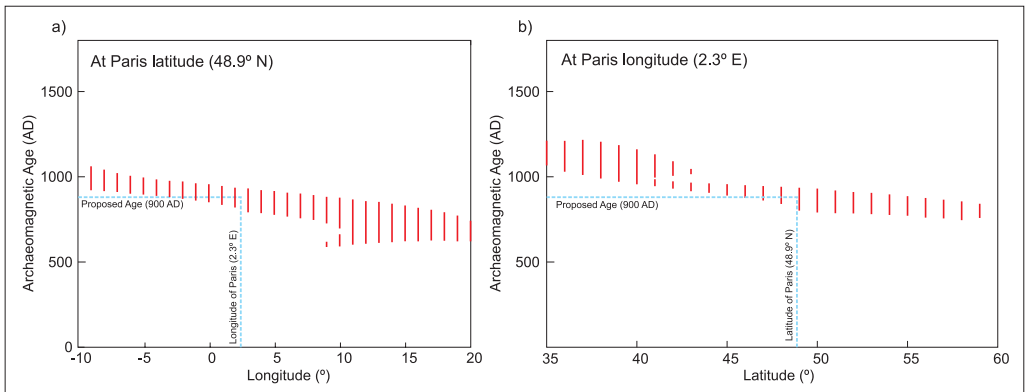 a)
At Paris latitude (48.9º N)
Archaeomagnetic Age (AD)
1500
1000
500
0
Proposed Age (900 AD)
Longitude of Paris (2.3º E)
-10
-5
0
5
10
15
20
Longitude (º)
b)
At Paris longitude (2.3º E)
Archaeomagnetic Age (AD)
1500
1000
500
0
Proposed Age (900 AD)
Latitude of Paris (48.9º N)
35
40
45
50
55
60
Latitude (º)